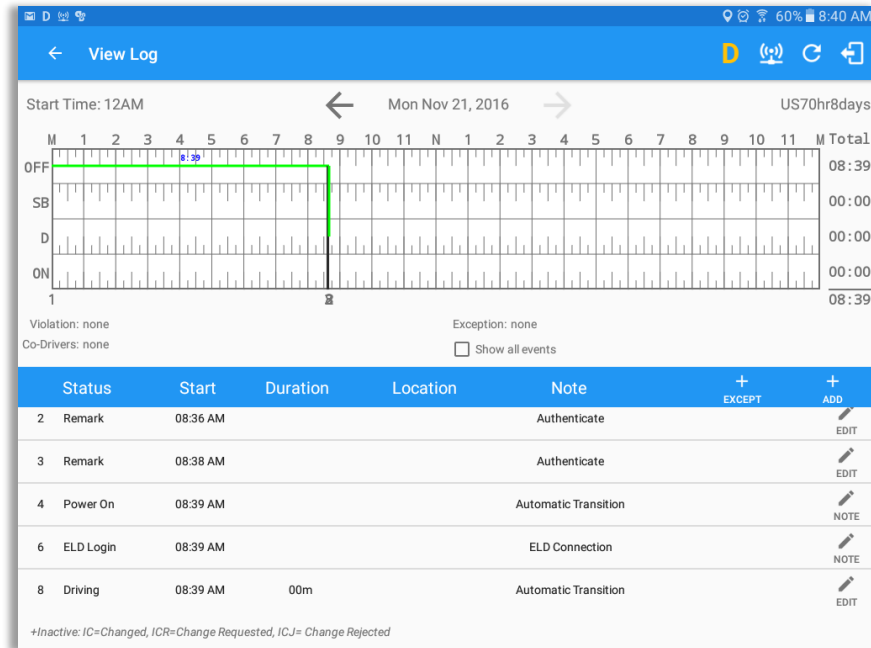 D 60% 8:40 AM
View Log D
Start Time: 12AM Mon Nov 21, 2016 US70hr8days
M 1 2 3 4 5 6 7 8 9 10 11 N 1 2 3 4 5 6 7 8 9 10 11 M Total
8:39
OFF 08:39
SB 00:00
D 00:00
ON 00:00
1 08:39
Violation: none Exception: none
Co-Drivers: none Show all events
Status Start Duration Location Note + EXCEPT + ADD
2 Remark 08:36 AM Authenticate EDIT
3 Remark 08:38 AM Authenticate EDIT
4 Power On 08:39 AM Automatic Transition NOTE
6 ELD Login 08:39 AM ELD Connection NOTE
8 Driving 08:39 AM 00m Automatic Transition EDIT
+Inactive: IC=Changed, ICR=Change Requested, ICJ= Change Rejected